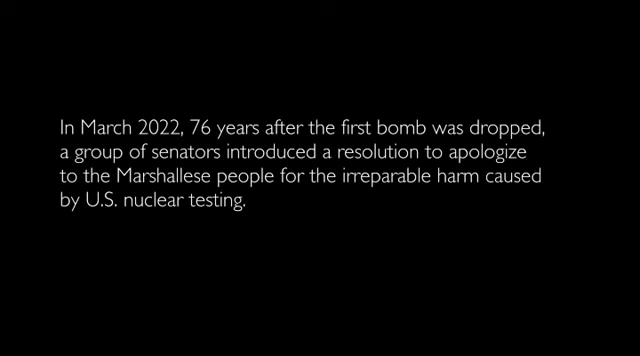 In March 2022, 76 years after the first bomb was dropped,
a group of senators introduced a resolution to apologize
to the Marshallese people for the irreparable harm caused
by U.S. nuclear testing.